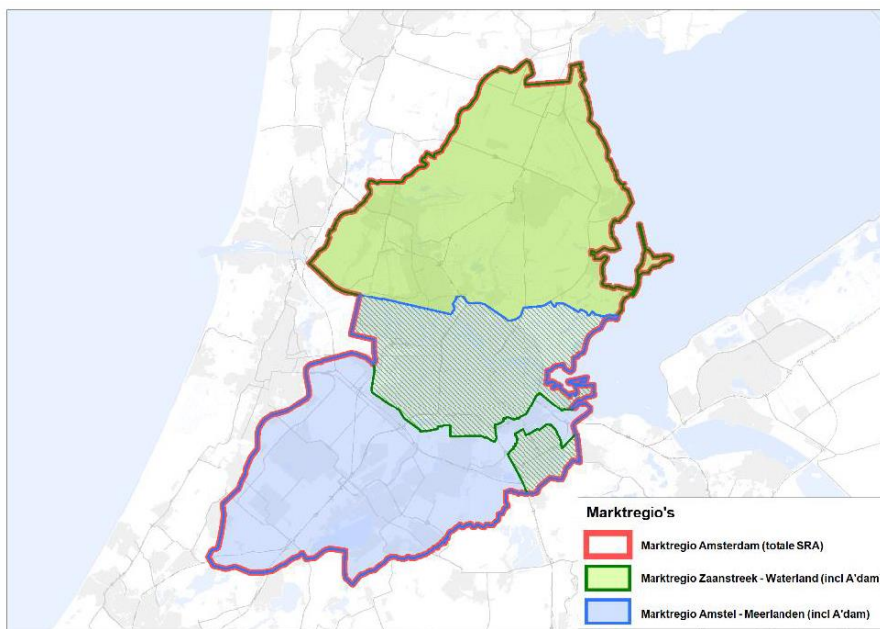 Marktregio's
Marktregio Amsterdam (totale SRA)
Marktregio Zaanstreek - Waterland (incl A'dam
Marktregio Amstel - Meerlanden (incl A'dam)